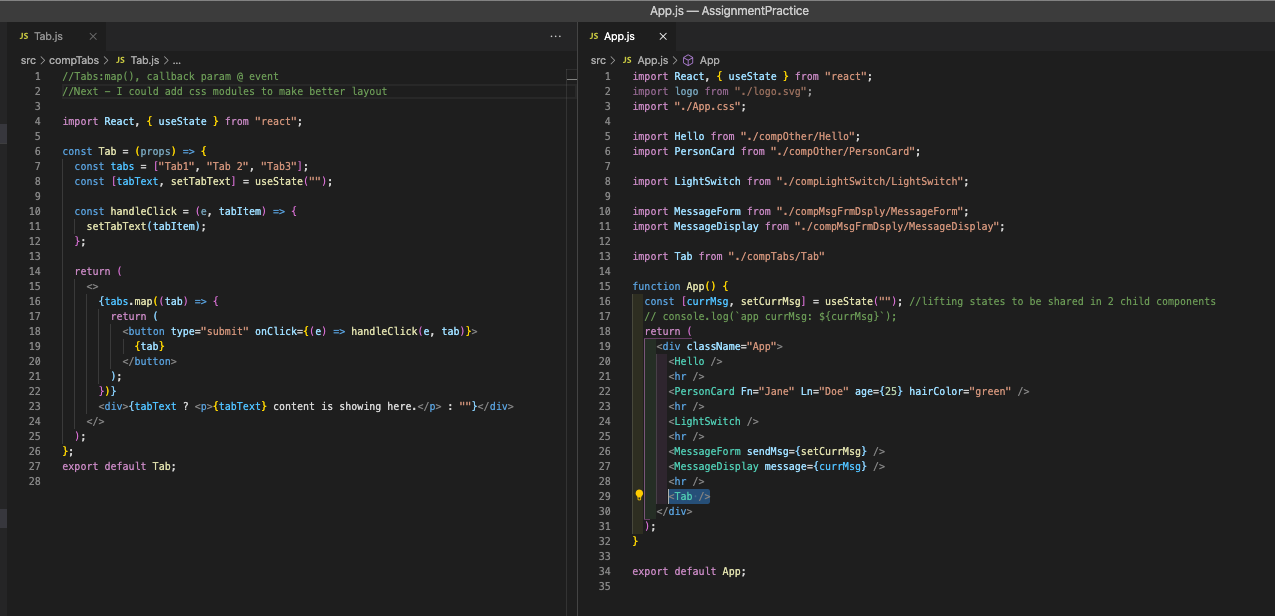 App.js — AssignmentPractice
JS Tab.js ×
···
src > compTabs > JS Tab.js > ...
1 //Tabs:map(), callback param @ event
2 //Next - I could add css modules to make better layout
3
4 import React, { useState } from "react";
5
6 const Tab = (props) => {
7 const tabs = ["Tab1", "Tab 2", "Tab3"];
8 const [tabText, setTabText] = useState("");
9
10 const handleClick = (e, tabItem) => {
11 setTabText(tabItem);
12 };
13
14 return (
15 <>
16 {tabs.map((tab) => {
17 return (
18 <button type="submit" onClick={(e) => handleClick(e, tab)}>
19 {tab}
20 </button>
21 );
22 })}
23 <div>{tabText ? <p>{tabText} content is showing here.</p> : ""}</div>
24 </>
25 );
26 };
27 export default Tab;
28
JS App.js ×
src > JS App.js > App
1 import React, { useState } from "react";
2 import logo from "./logo.svg";
3 import "./App.css";
4
5 import Hello from "./compOther/Hello";
6 import PersonCard from "./compOther/PersonCard";
7
8 import LightSwitch from "./compLightSwitch/LightSwitch";
9
10 import MessageForm from "./compMsgFrmDsply/MessageForm";
11 import MessageDisplay from "./compMsgFrmDsply/MessageDisplay";
12
13 import Tab from "./compTabs/Tab"
14
15 function App() {
16 const [currMsg, setCurrMsg] = useState(""); //lifting states to be shared in 2 child components
17 // console.log(`app currMsg: ${currMsg}`);
18 return (
19 <div className="App">
20 <Hello />
21 <hr />
22 <PersonCard Fn="Jane" Ln="Doe" age={25} hairColor="green" />
23 <hr />
24 <LightSwitch />
25 <hr />
26 <MessageForm sendMsg={setCurrMsg} />
27 <MessageDisplay message={currMsg} />
28 <hr />
29 <Tab />
30 </div>
31 );
32 }
33
34 export default App;
35